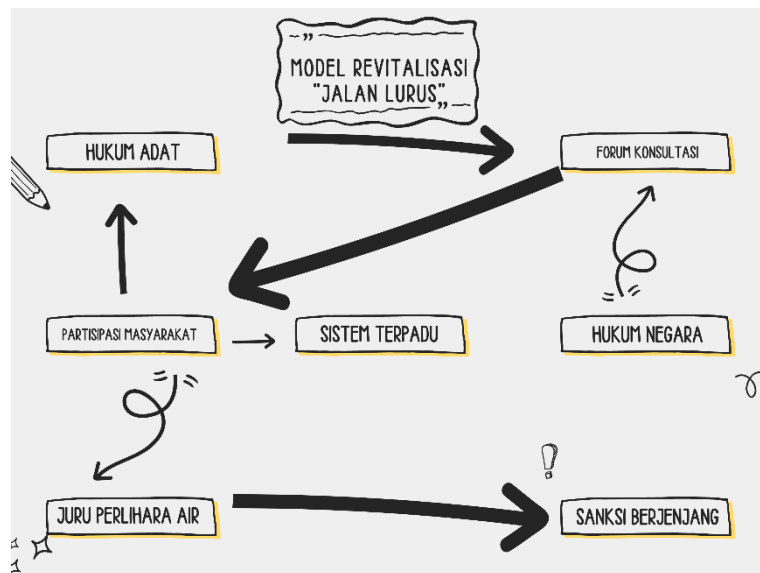 MODEL REVITALISASI
"JALAN LURUS"
HUKUM ADAT
FORUM KONSULTASI
PARTISIPASI MASYARAKAT
SISTEM TERPADU
HUKUM NEGARA
JURU PERLIHARA AIR
SANKSI BERJENJANG